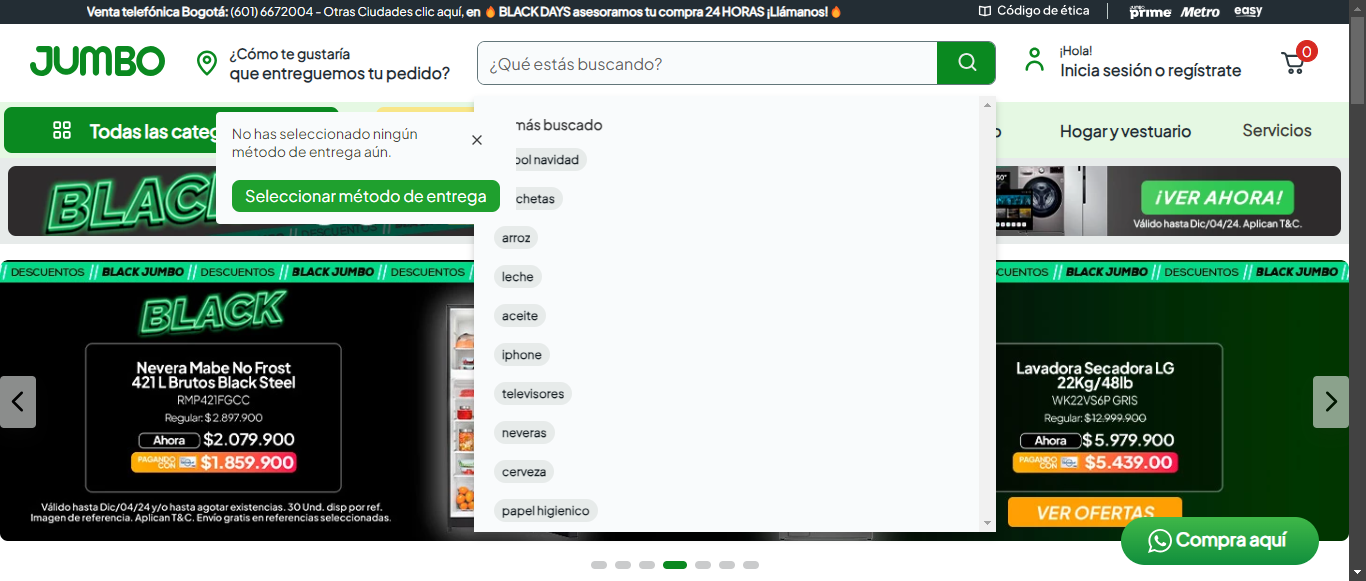 Venta telefónica Bogotá: (601) 6672004 - Otras Ciudades clic aquí, en 🔥 BLACK DAYS asesoramos tu compra 24 HORAS ¡Llámanos! 🔥
Código de ética
JUMBO prime
Metro
easy
JUMBO
¿Cómo te gustaría
que entreguemos tu pedido?
¿Qué estás buscando?
¡Hola!
Inicia sesión o regístrate
0
Todas las categ
Hogar y vestuario
Servicios
No has seleccionado ningún
método de entrega aún.
Seleccionar método de entrega
más buscado
navidad
arroz
leche
aceite
iphone
televisores
neveras
cerveza
papel higienico
BLACK
DESCUENTOS
¡VER AHORA!
Válido hasta Dic/04/24. Aplican T&C.
// DESCUENTOS // BLACK JUMBO // DESCUENTOS // BLACK JUMBO // DESCUENTOS /
CUENTOS // BLACK JUMBO // DESCUENTOS // BLACK JUMBO /
BLACK
Nevera Mabe No Frost
421 L Brutos Black Steel
RMP421FGCC
Regular: $2.897.900
Ahora $2.079.900
PAGANDO CON $1.859.900
Válido hasta Dic/04/24 y/o hasta agotar existencias. 30 Und. disp por ref.
Imagen de referencia. Aplican T&C. Envío gratis en referencias seleccionadas.
Lavadora Secadora LG
22Kg/48lb
WK22VS6P GRIS
Regular: $12.999.900
Ahora $5.979.900
PAGANDO CON $5.439.00
VER OFERTAS
Compra aquí